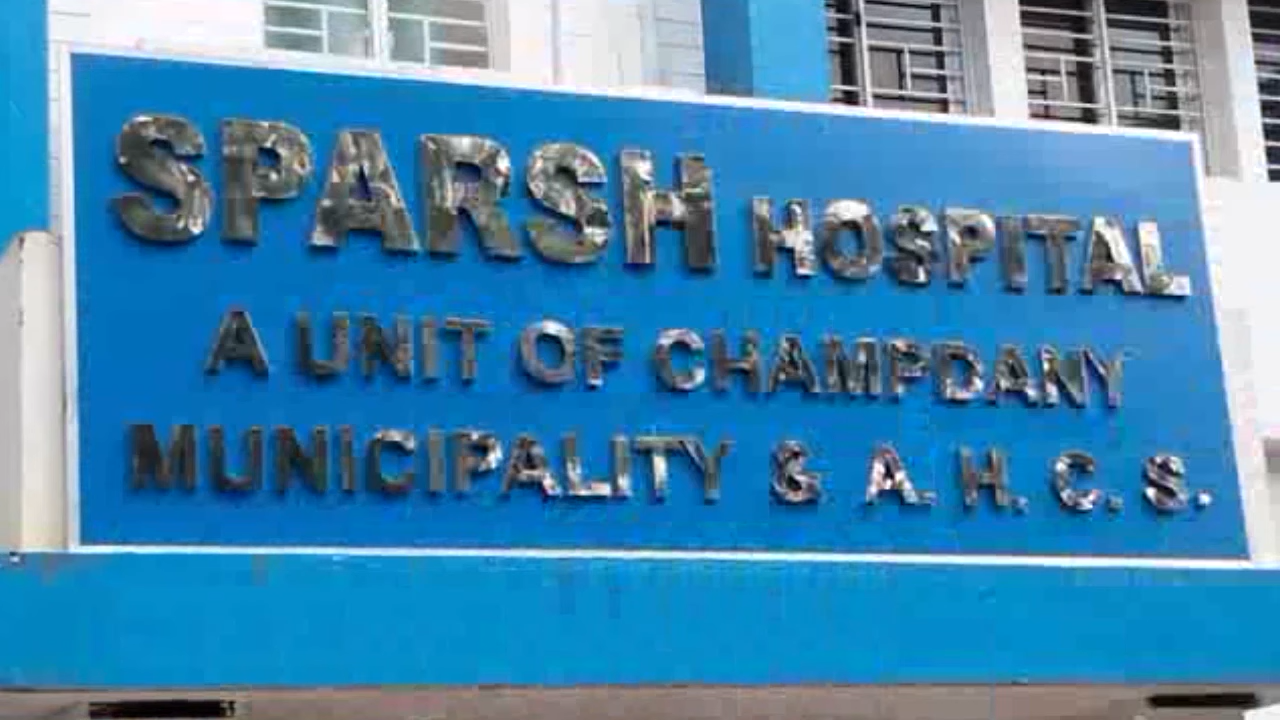 SPARSH HOSPITAL
A UNIT OF CHAMPDANY
MUNICIPALITY & A. H. C. S.